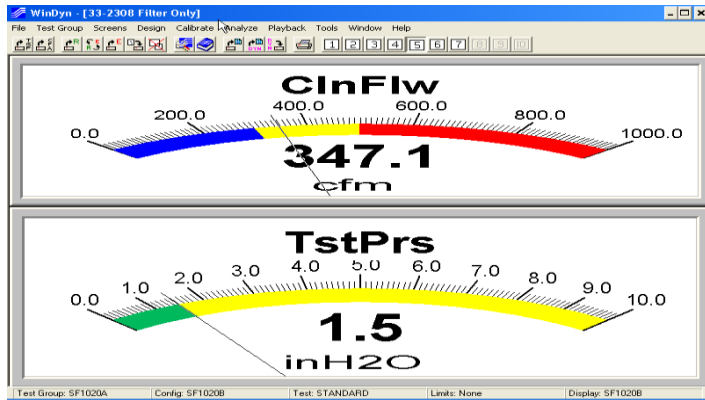 WinDyn - [33-2308 Filter Only]
File Test Group Screens Design Calibrate Analyze Playback Tools Window Help
1 2 3 4 5 6 7 8 9 10
ClnFlw
0.0 200.0 400.0 600.0 800.0 1000.0
347.1
cfm
TstPrs
0.0 1.0 2.0 3.0 4.0 5.0 6.0 7.0 8.0 9.0 10.0
1.5
inH2O
Test Group: SF1020A Config: SF1020B Test: STANDARD Limits: None Display: SF1020B